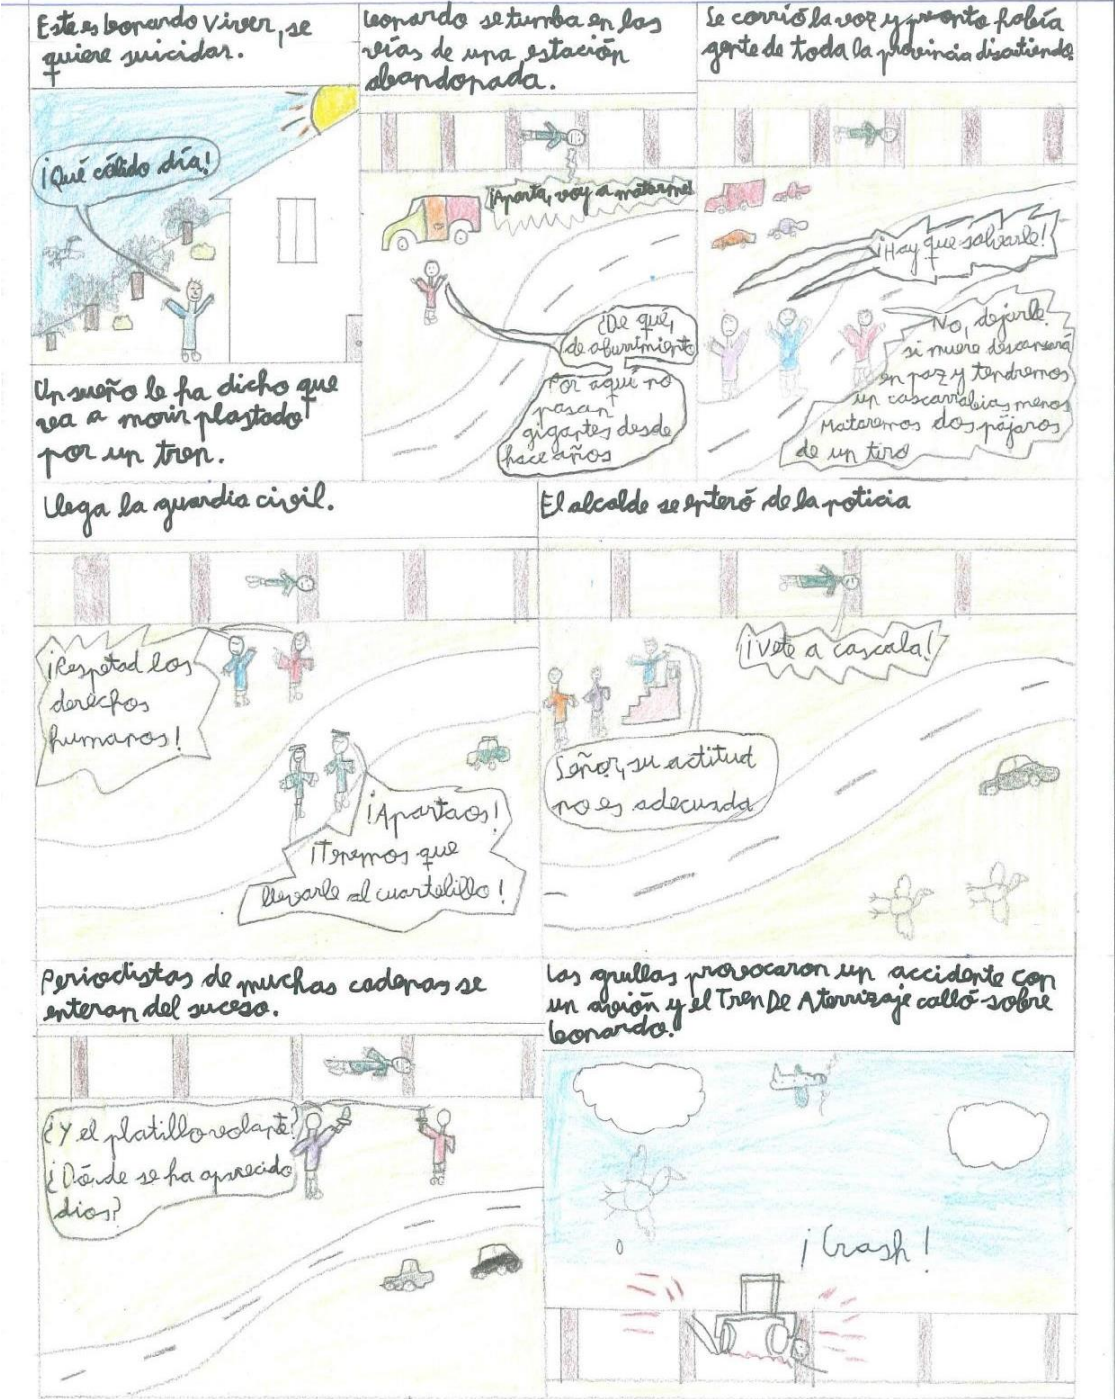 Este es Leonardo Viver, se
quiere suicidar.
¡Qué cálido día!
Un sueño le ha dicho que
va a morir plastado
por un tren.
Leonardo se tumba en las
vías de una estación
abandonada.
¡Aparta, voy a matarme!
¿De qué,
de aburrimiento
Por aquí no
pasan
gigantes desde
hace años
Se corrió la voz y pronto había
gente de toda la provincia discutiendo
¡Hay que salvarle!
No, dejarle!
si muere descansará
en paz y tendremos
un cascarrabias menos
Mataremos dos pájaros
de un tiro
Llega la guardia civil.
¡Respetad los
derechos
humanos!
¡Apartaos!
¡Tenemos que
llevarle al cuartelillo!
El alcalde se enteró de la noticia
¡Vete a cascala!
Señor, su actitud
no es adecuada
Periodistas de muchas cadenas se
enteran del suceso.
¿Y el platillo volante?
¿Dónde se ha aparecido
dios?
Las grullas provocaron un accidente con
un avión y el Tren De Aterrizaje calló sobre
Leonardo.
¡Crash!